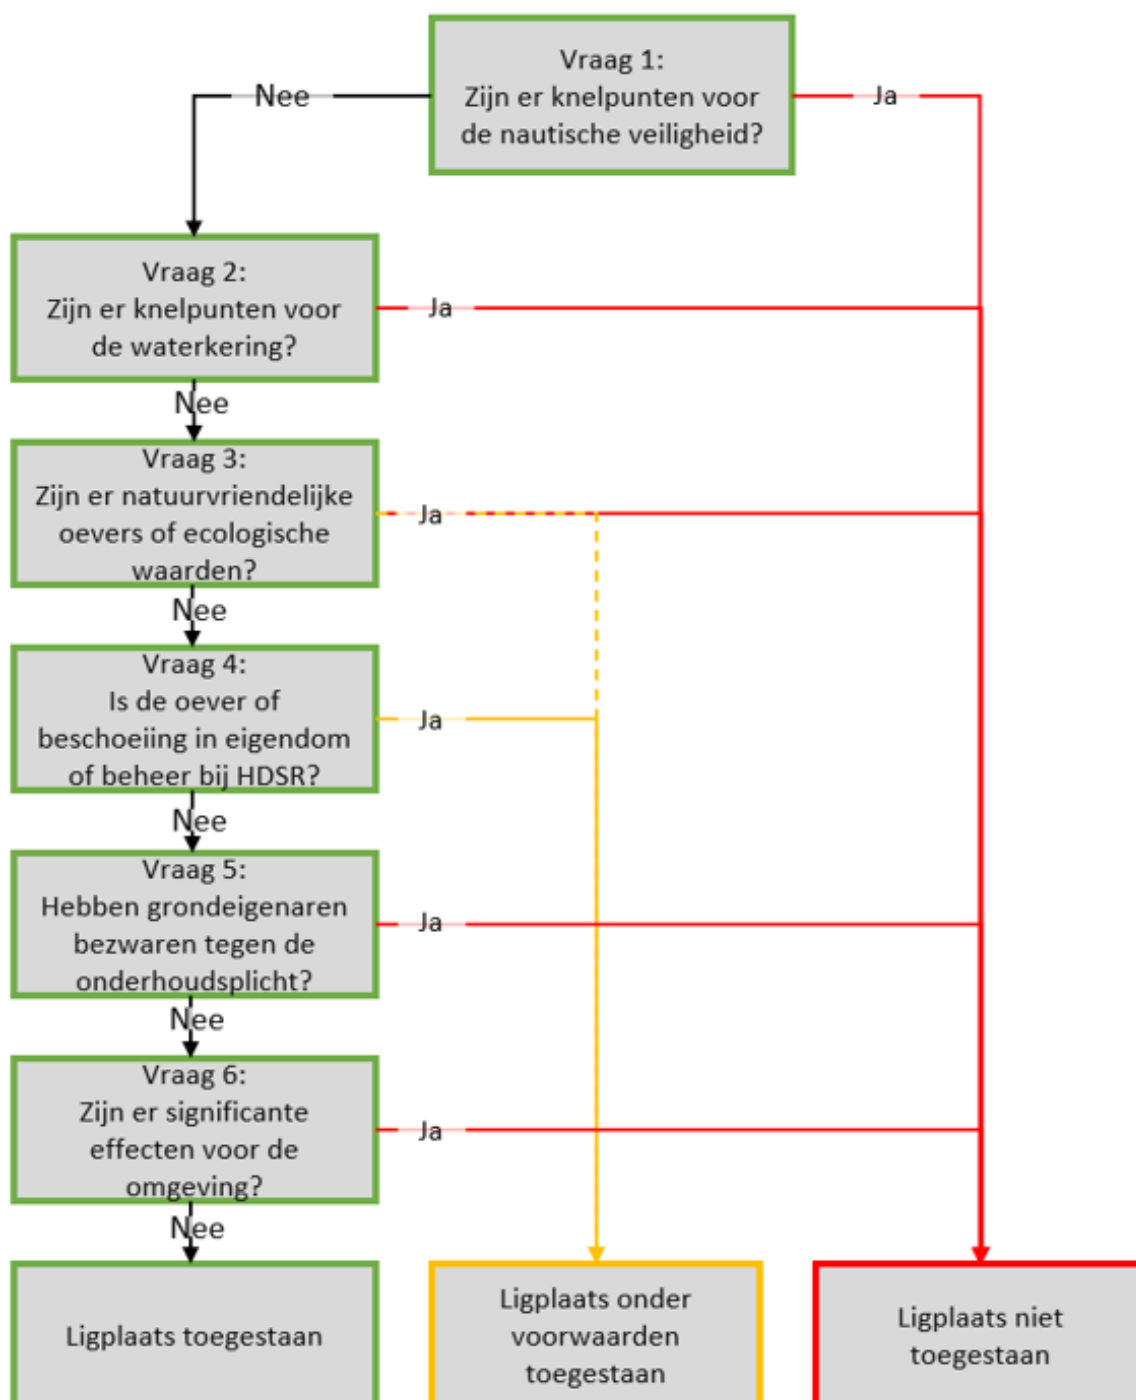 Vraag 1:
Zijn er knelpunten voor
de nautische veiligheid?
Nee
Ja
Vraag 2:
Zijn er knelpunten voor
de waterkering?
Ja
Nee
Vraag 3:
Zijn er natuurvriendelijke
oevers of ecologische
waarden?
Ja
Nee
Vraag 4:
Is de oever of
beschoeiing in eigendom
of beheer bij HDSR?
Ja
Nee
Vraag 5:
Hebben grondeigenaren
bezwaren tegen de
onderhoudsplicht?
Ja
Nee
Vraag 6:
Zijn er significante
effecten voor de
omgeving?
Ja
Nee
Ligplaats toegestaan
Ligplaats onder
voorwaarden
toegestaan
Ligplaats niet
toegestaan